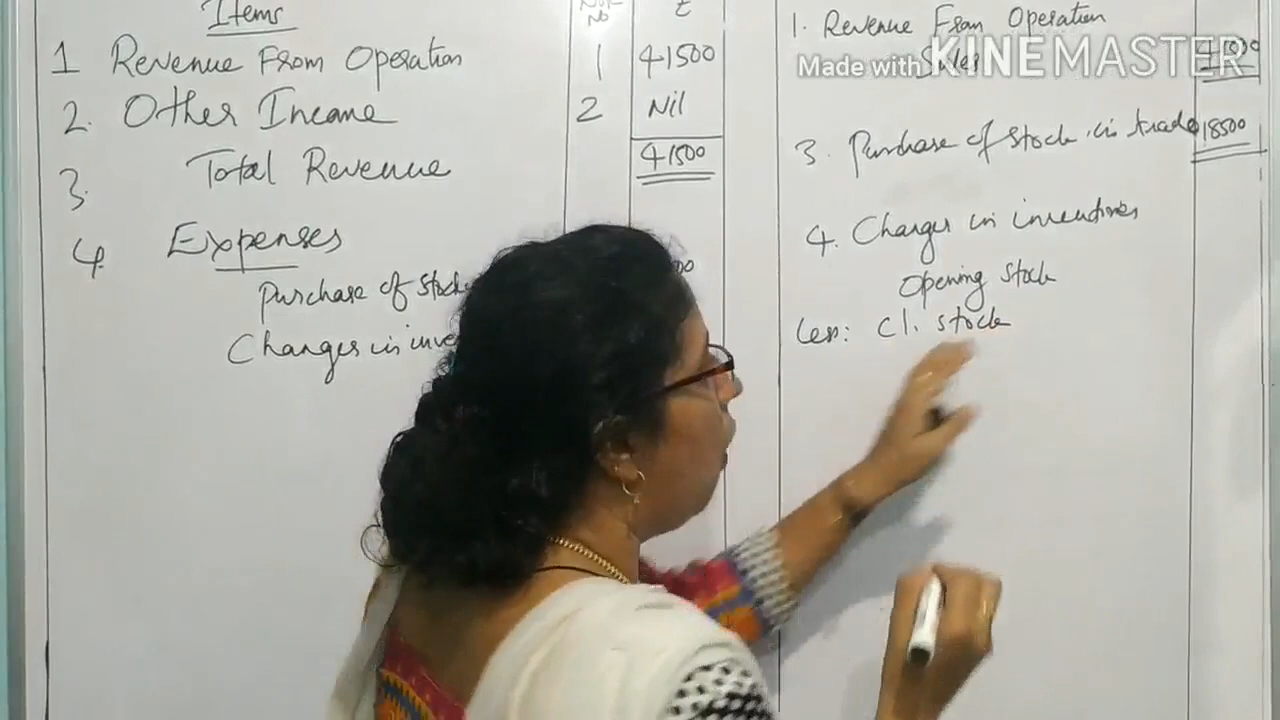 Items
No
₹
1 Revenue From Operation 1 41500
2. Other Income 2 Nil
3. Total Revenue 41500
4. Expenses
Purchase of Stock
Changes in inve
1. Revenue From Operation
Sales
Made with KINEMASTER
3. Purchase of Stock in trade 18500
4. Changes in inventories
Opening Stock
Less: Cl. stock